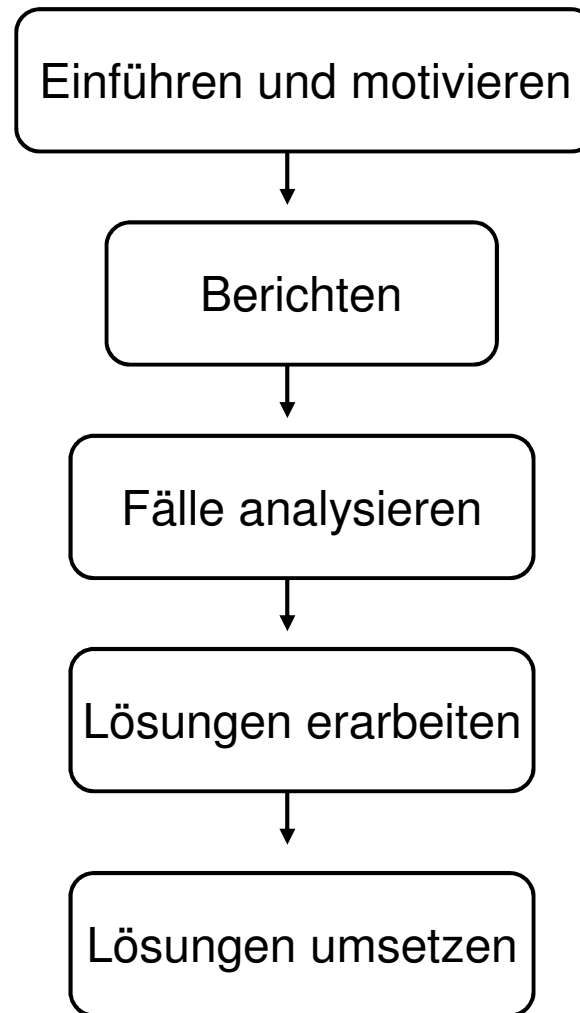 Einführen und motivieren
Berichten
Fälle analysieren
Lösungen erarbeiten
Lösungen umsetzen